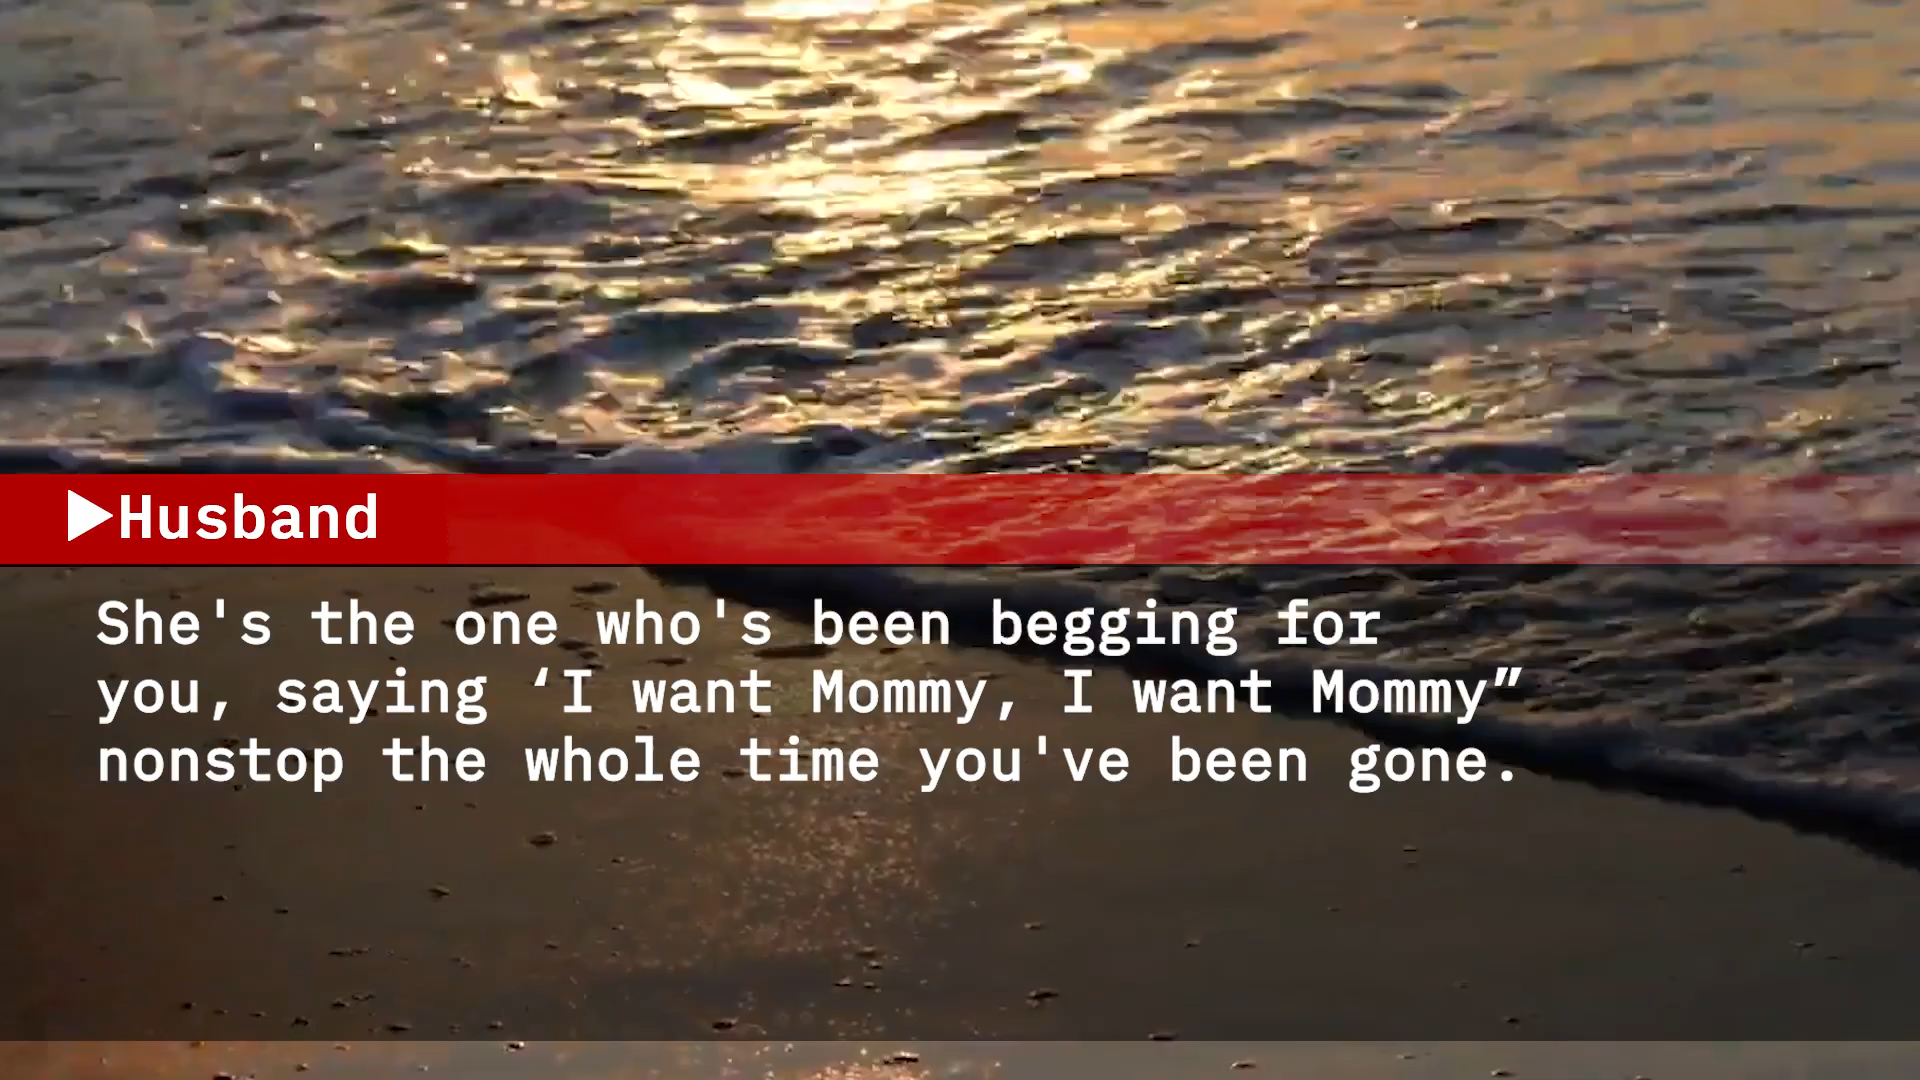 ▶Husband
She's the one who's been begging for
you, saying ‘I want Mommy, I want Mommy”
nonstop the whole time you've been gone.